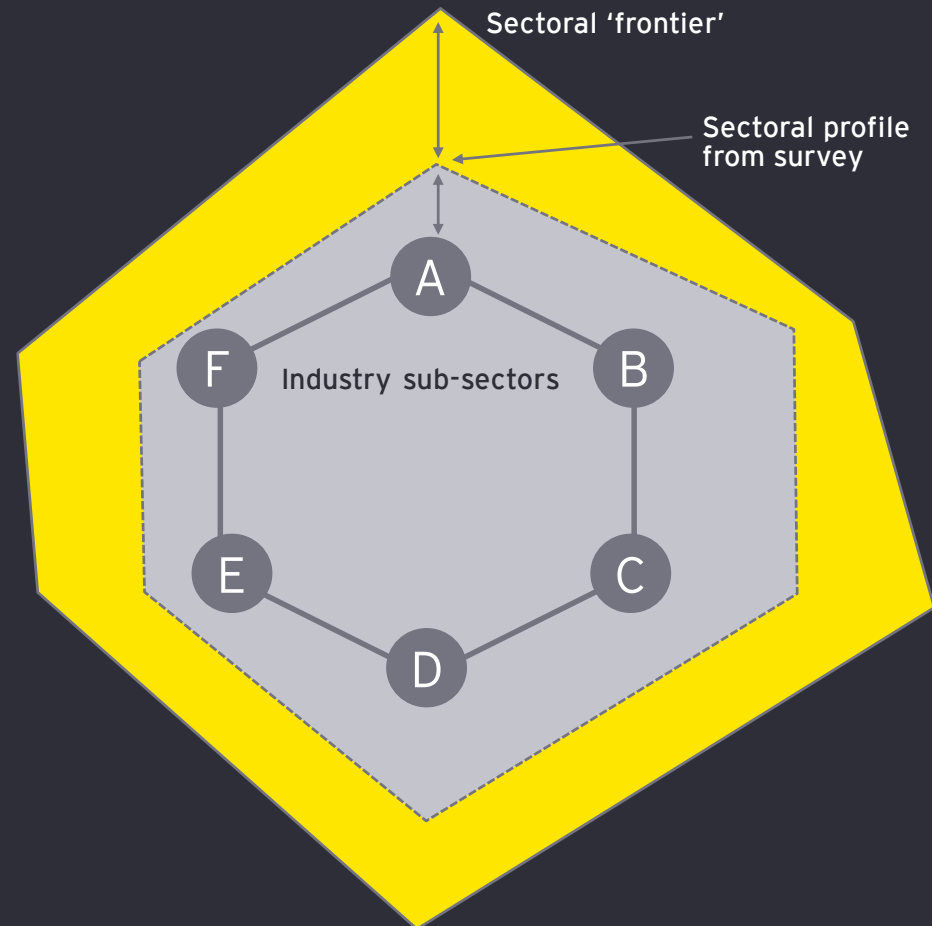 Sectoral ‘frontier’
Sectoral profile
from survey
A
F
Industry sub-sectors
B
E
C
D